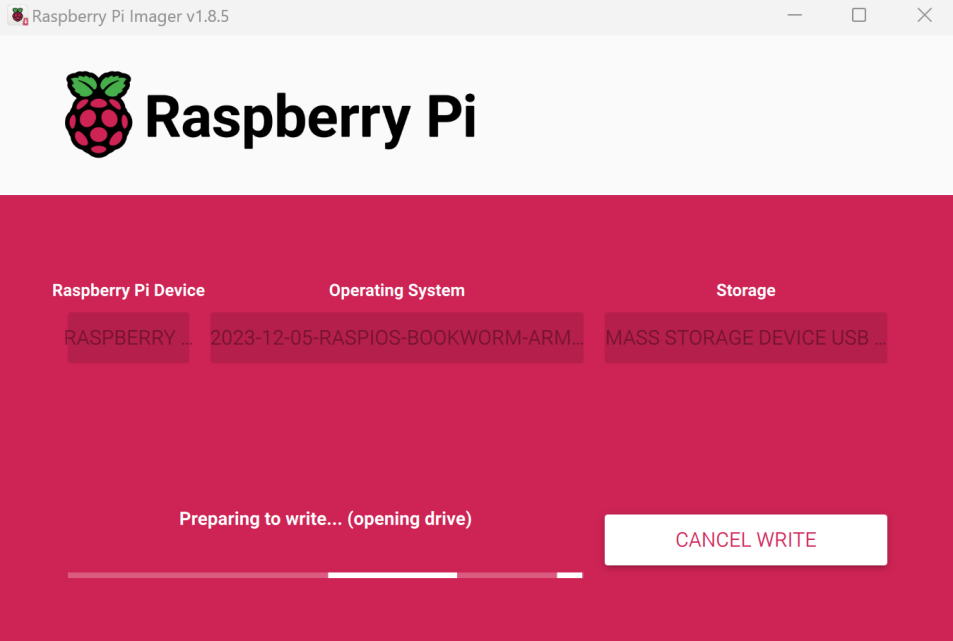 Raspberry Pi Imager v1.8.5
Raspberry Pi
Raspberry Pi Device
Operating System
Storage
RASPBERRY ...
2023-12-05-RASPIOS-BOOKWORM-ARM...
MASS STORAGE DEVICE USB ...
Preparing to write... (opening drive)
CANCEL WRITE